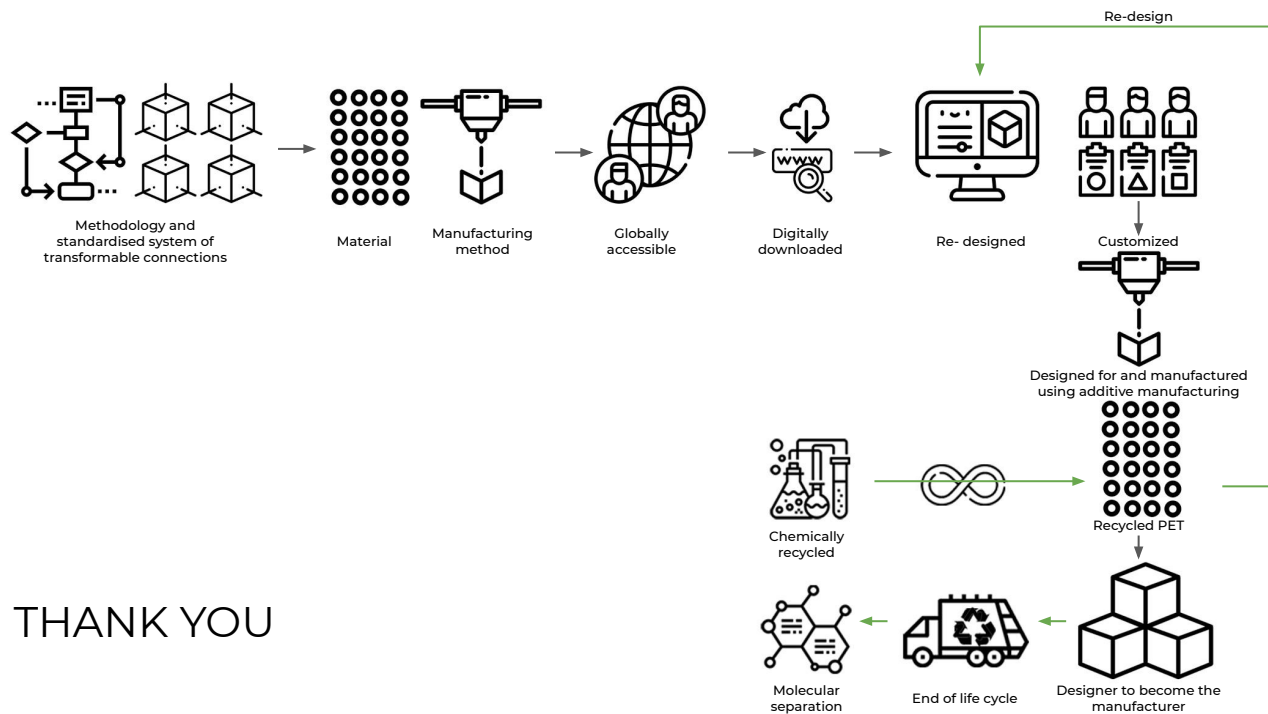 Re-design
Methodology and
standardised system of
transformable connections
Material
Manufacturing
method
Globally
accessible
www
Digitally
downloaded
Re- designed
Customized
Designed for and manufactured
using additive manufacturing
Recycled PET
Chemically
recycled
THANK YOU
Molecular
separation
End of life cycle
Designer to become the
manufacturer